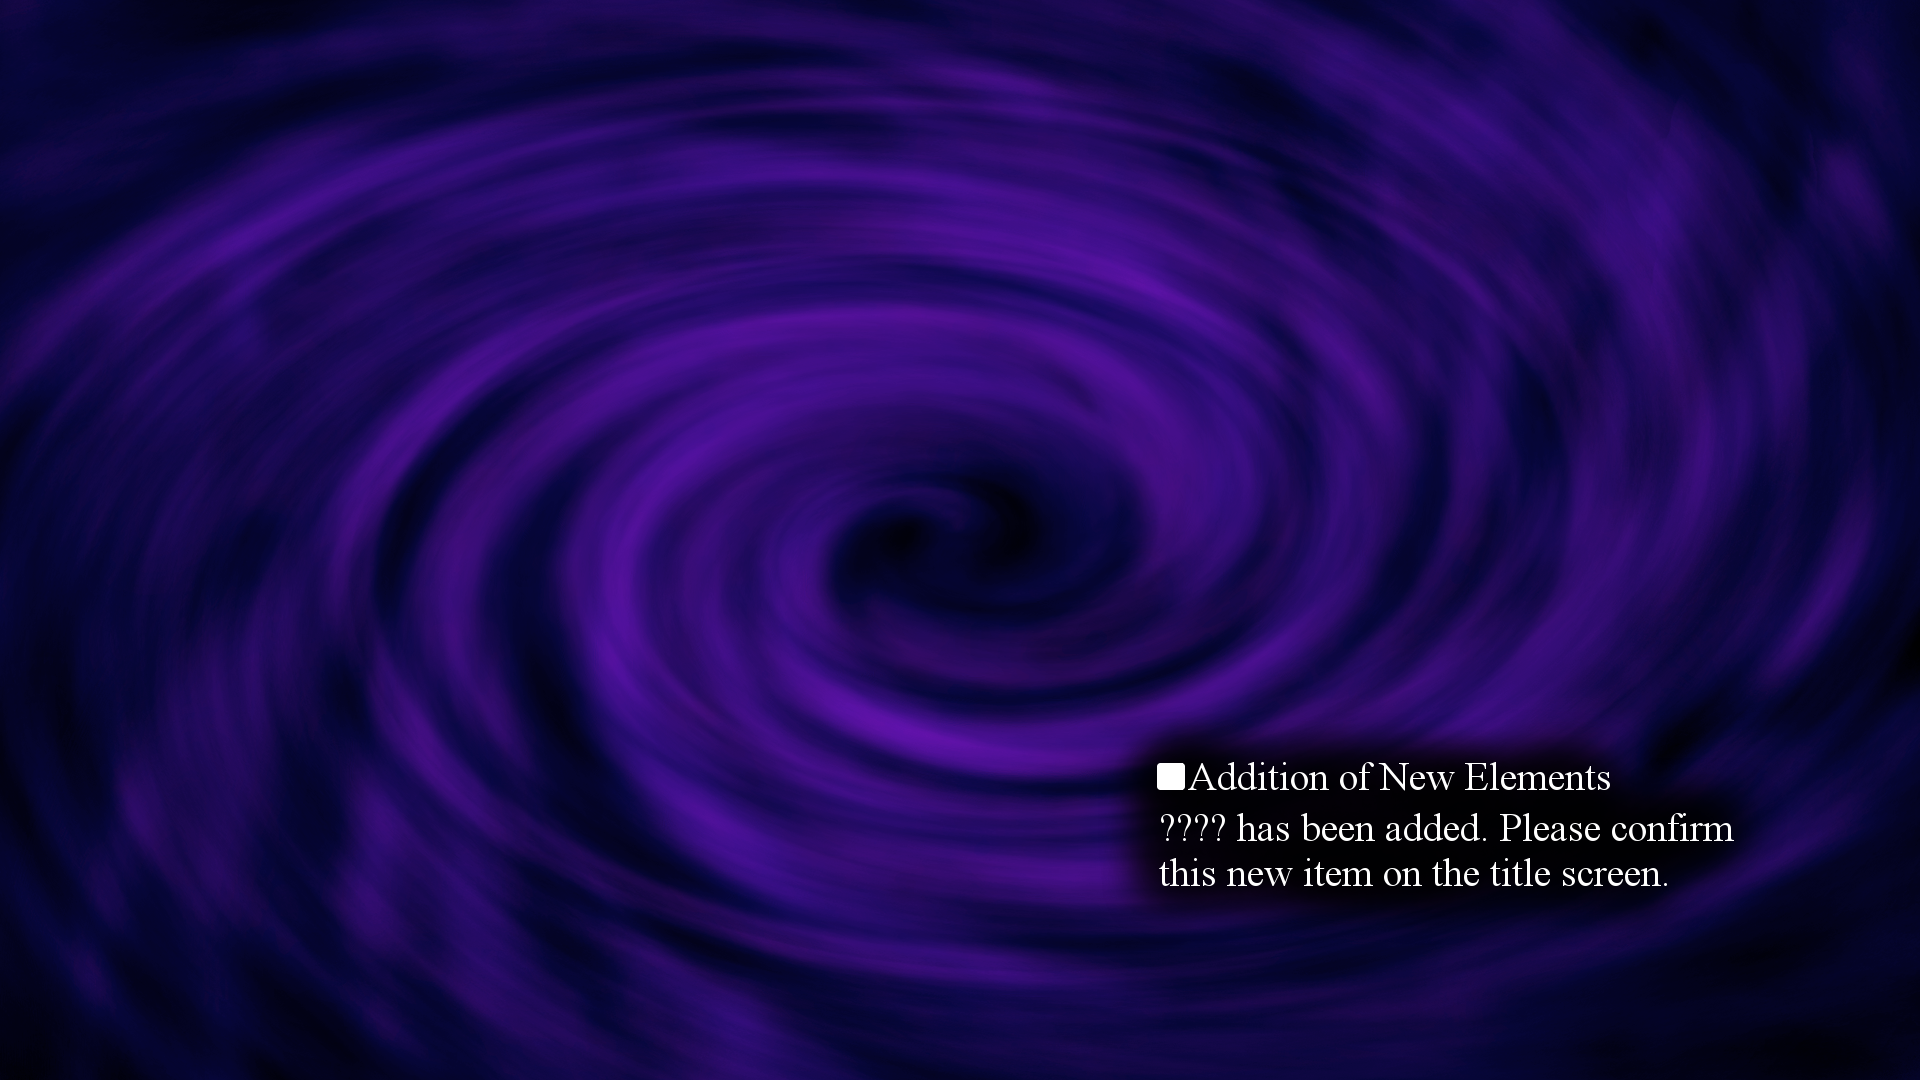 ■Addition of New Elements
???? has been added. Please confirm
this new item on the title screen.